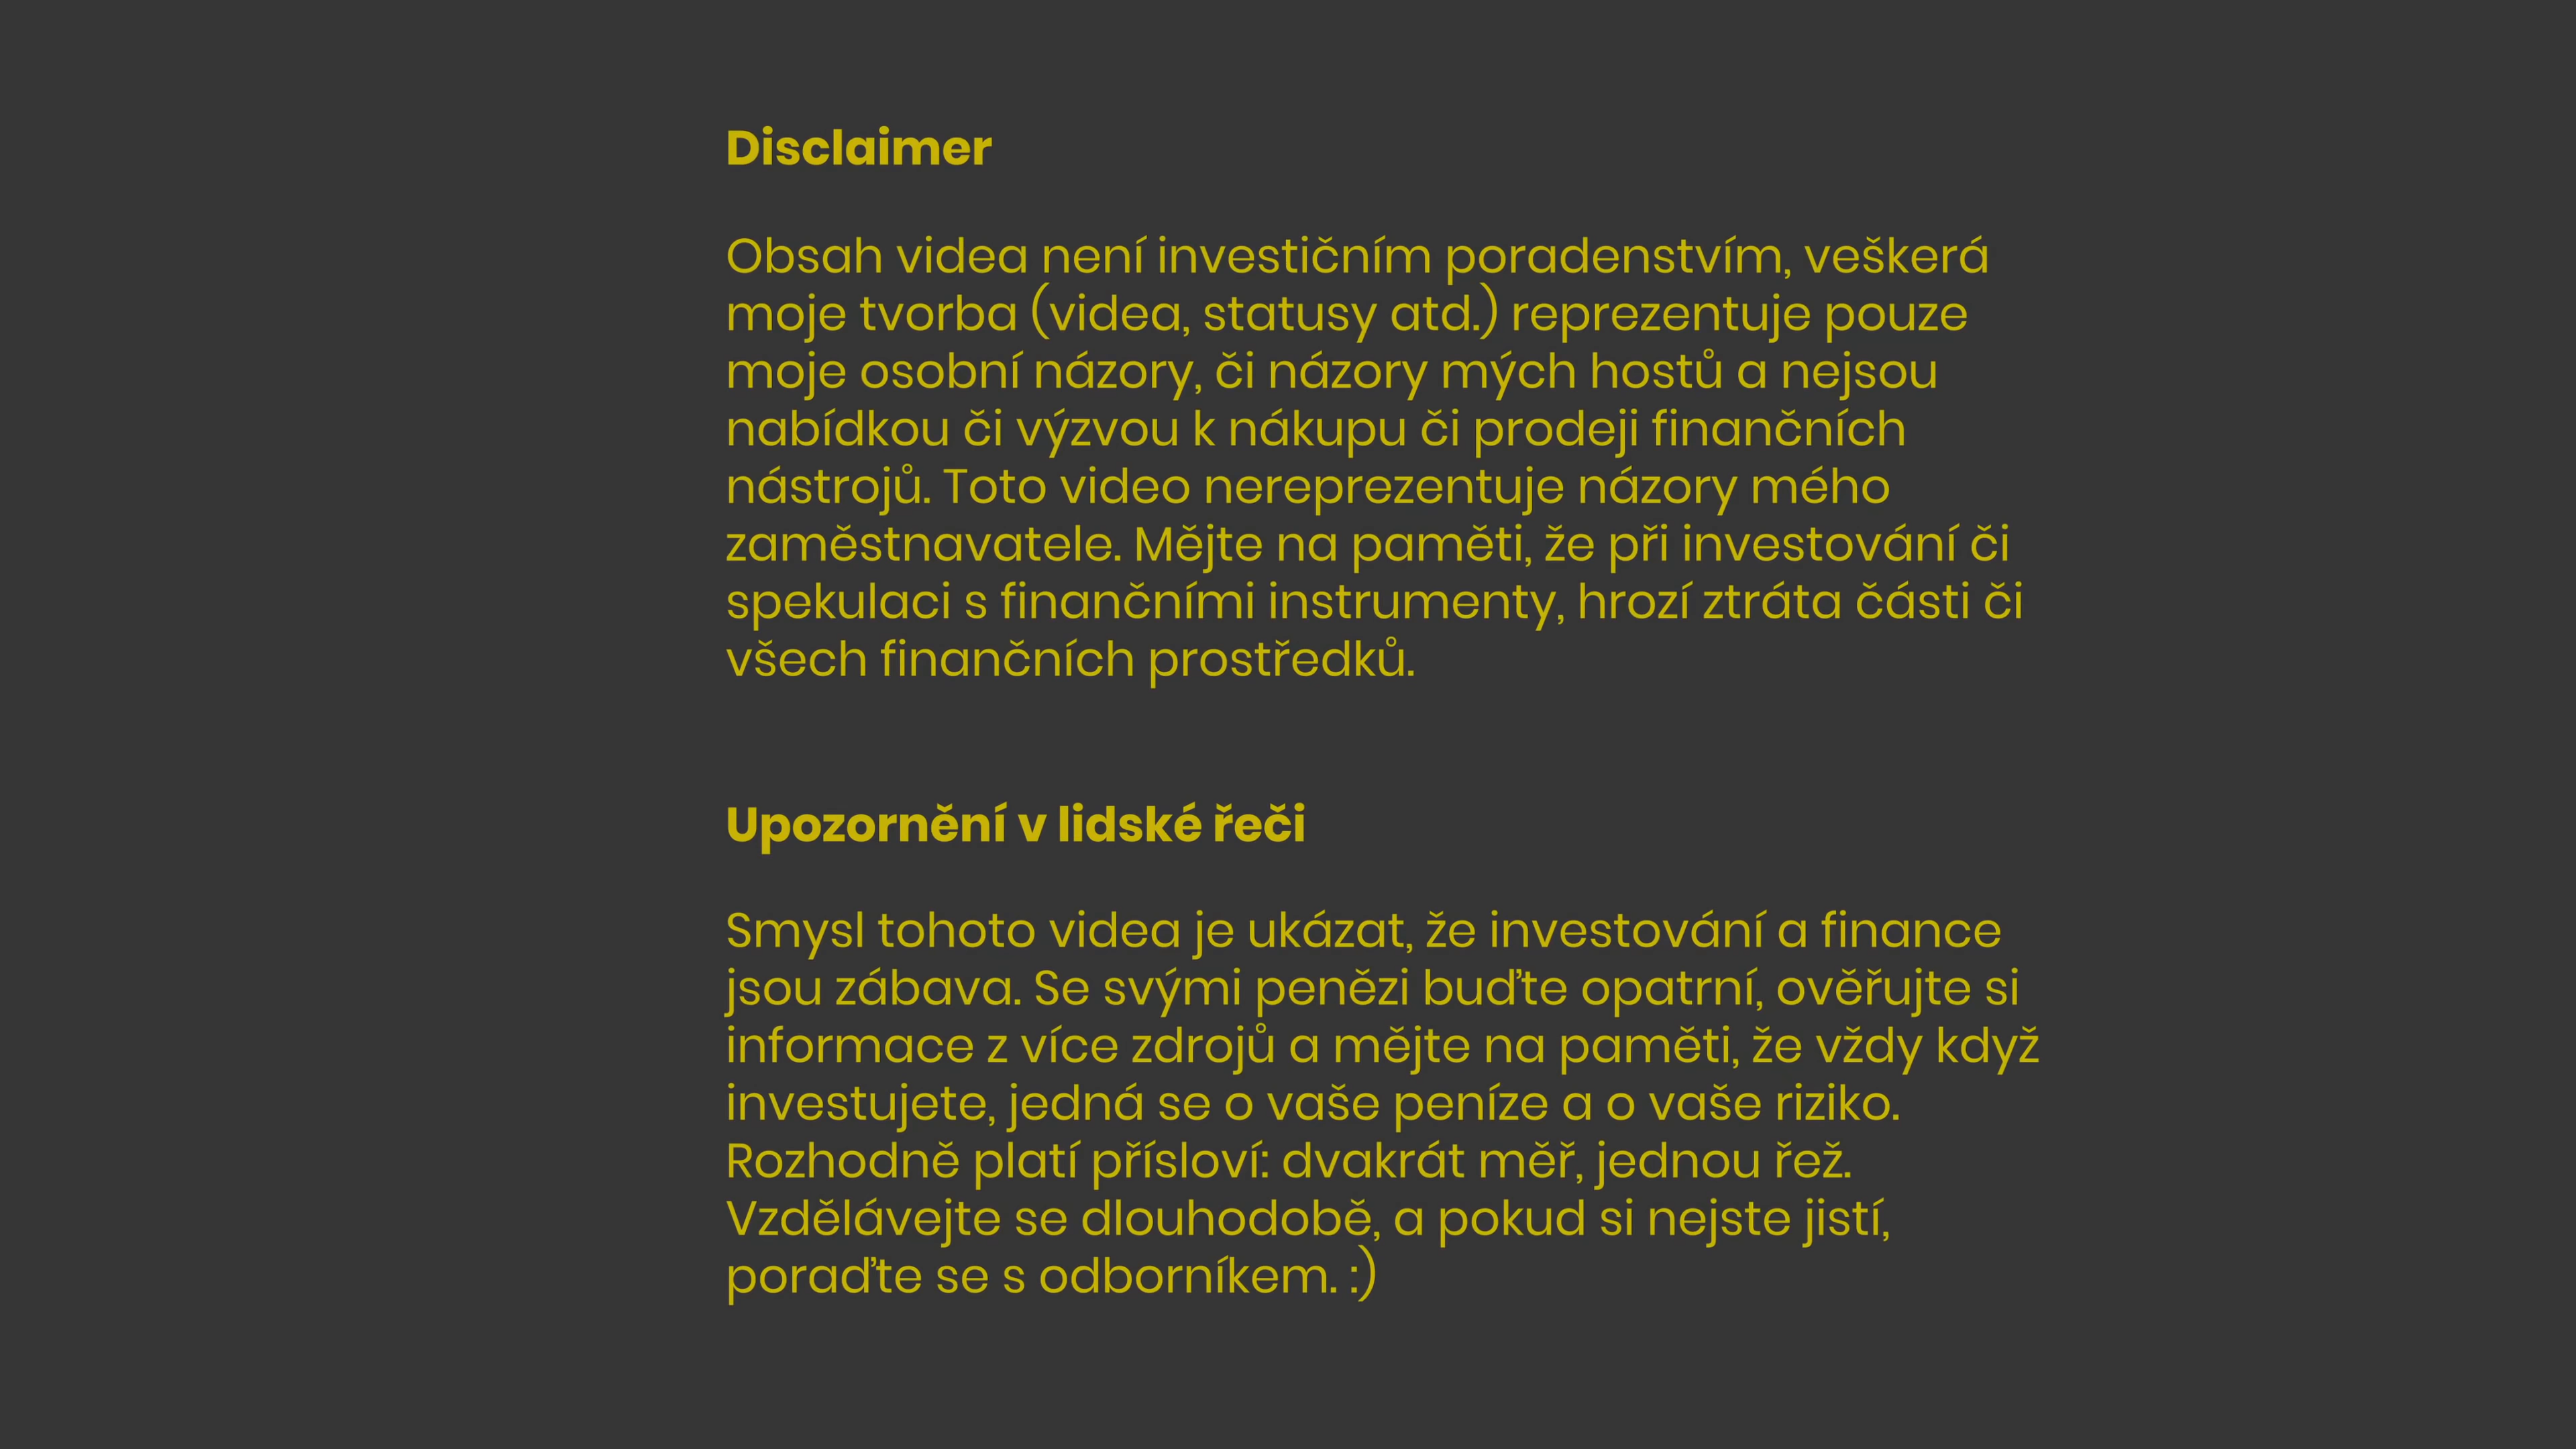 Disclaimer
Obsah videa není investičním poradenstvím, veškerá
moje tvorba (videa, statusy atd.) reprezentuje pouze
moje osobní názory, či názory mých hostů a nejsou
nabídkou či výzvou k nákupu či prodeji finančních
nástrojů. Toto video nereprezentuje názory mého
zaměstnavatele. Mějte na paměti, že při investování či
spekulaci s finančními instrumenty, hrozí ztráta části či
všech finančních prostředků.
Upozornění v lidské řeči
Smysl tohoto videa je ukázat, že investování a finance
jsou zábava. Se svými penězi buďte opatrní, ověřujte si
informace z více zdrojů a mějte na paměti, že vždy když
investujete, jedná se o vaše peníze a o vaše riziko.
Rozhodně platí přísloví: dvakrát měř, jednou řež.
Vzdělávejte se dlouhodobě, a pokud si nejste jistí,
poraďte se s odborníkem. :)